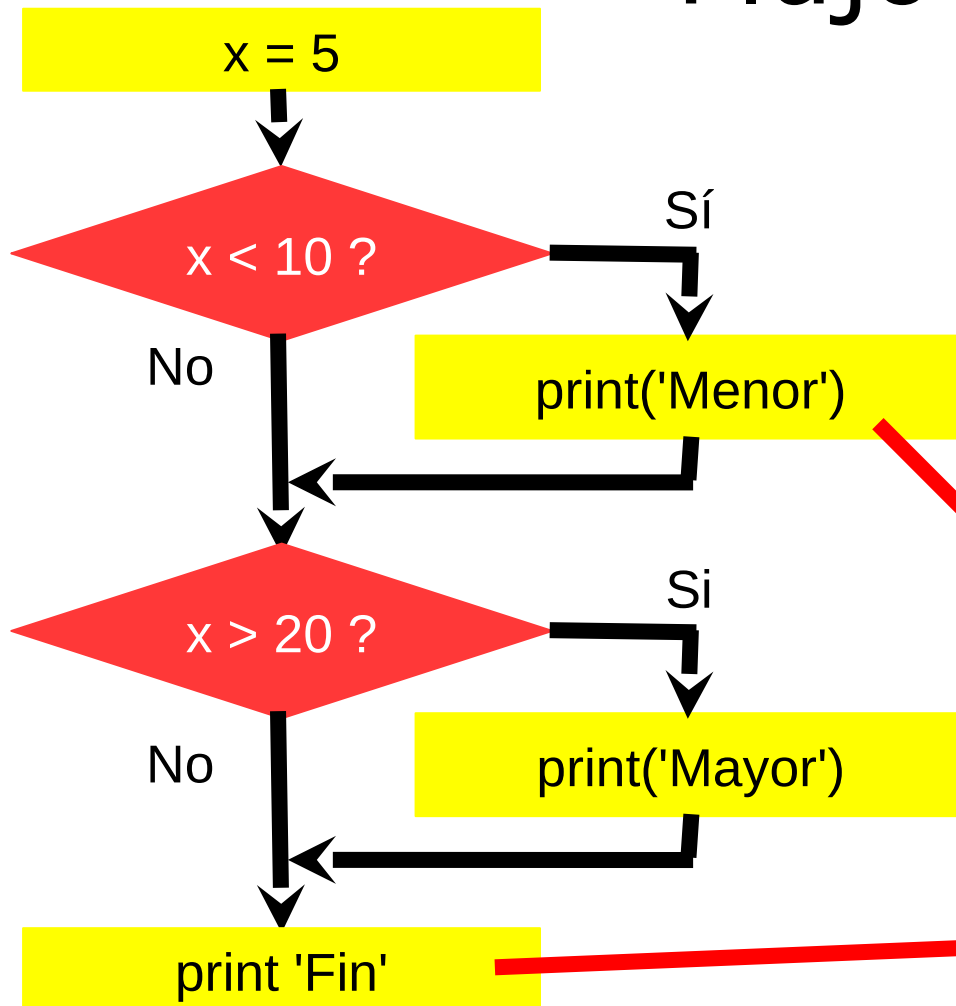 x = 5
x < 10 ?
Sí
No
print('Menor')
x > 20 ?
Si
No
print('Mayor')
print 'Fin'